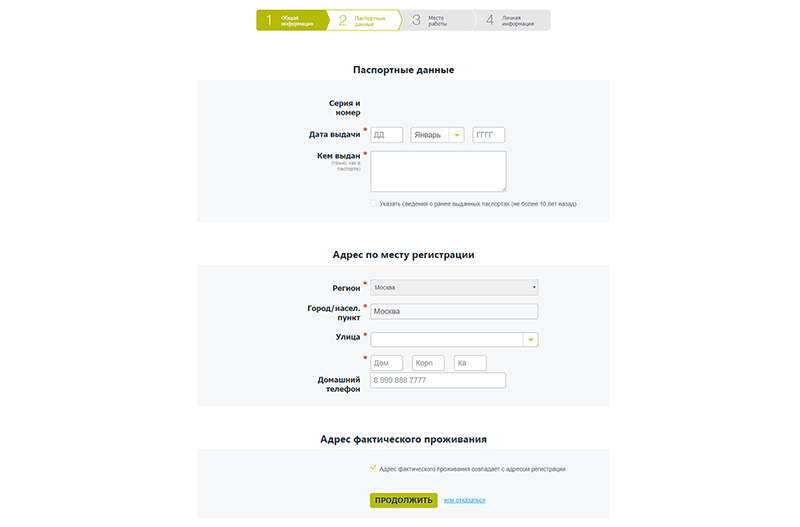 1 Общая информация
2 Паспортные данные
3 Место работы
4 Личная информация
Паспортные данные
Серия и
номер
Дата выдачи * ДД Январь ГГГГ
Кем выдан *
(точно, как в
паспорте)
Указать сведения о ранее выданных паспортах (не более 10 лет назад)
Адрес по месту регистрации
Регион * Москва
Город/насел.
пункт * Москва
Улица *
* Дом Корп Кв
Домашний
телефон 8 999 888 7777
Адрес фактического проживания
Адрес фактического проживания совпадает с адресом регистрации
ПРОДОЛЖИТЬ или отказаться